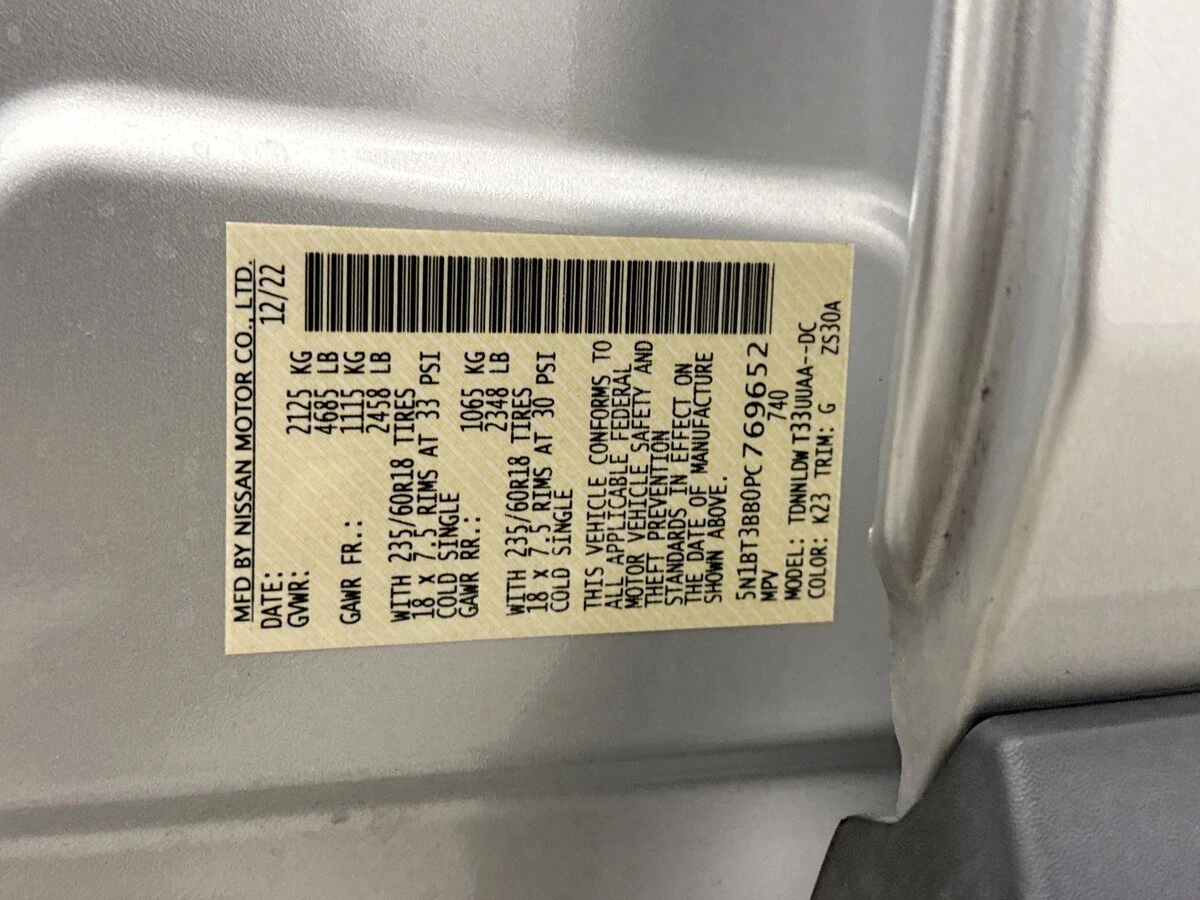 MFD BY NISSAN MOTOR CO., LTD.
DATE: 12/22
GVWR: 2125 KG
4685 LB
GAWR FR.: 1115 KG
2458 LB
WITH 235/60R18 TIRES
18 X 7.5 RIMS AT 33 PSI
COLD SINGLE
GAWR RR.: 1065 KG
2348 LB
WITH 235/60R18 TIRES
18 X 7.5 RIMS AT 30 PSI
COLD SINGLE
THIS VEHICLE CONFORMS TO
ALL APPLICABLE FEDERAL
MOTOR VEHICLE SAFETY AND
THEFT PREVENTION
STANDARDS IN EFFECT ON
THE DATE OF MANUFACTURE
SHOWN ABOVE.
5N1BT3BB0PC769652
MPV 740
MODEL: TDNNLDW T33UUAA--DC
COLOR: K23 TRIM: G ZS30A